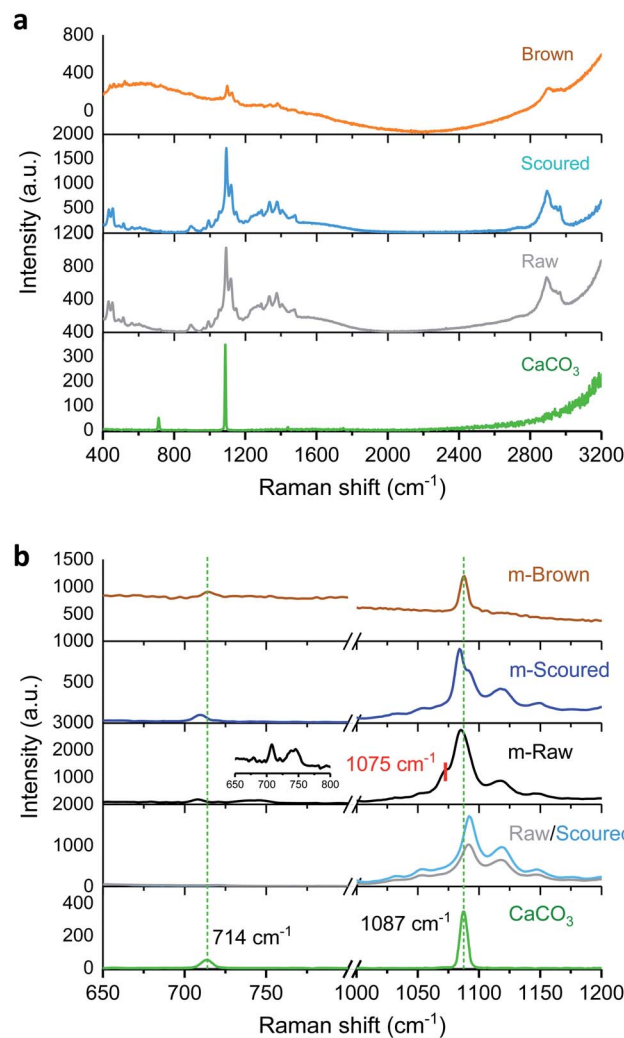 a
800
400
0
2000
Brown
1500
1000
500
1200
Scoured
800
400
400
Raw
300
200
100
0
CaCO₃
400 800 1200 1600 2000 2400 2800 3200
Raman shift (cm⁻¹)
Intensity (a.u.)
b
1500
1000
500
1000
m-Brown
500
3000
m-Scoured
2000
1000
2000
1075 cm⁻¹
m-Raw
650 700 750 800
1000
0
Raw/Scoured
400
200
0
714 cm⁻¹
1087 cm⁻¹
CaCO₃
650 700 750 1000 1050 1100 1150 1200
Raman shift (cm⁻¹)
Intensity (a.u.)